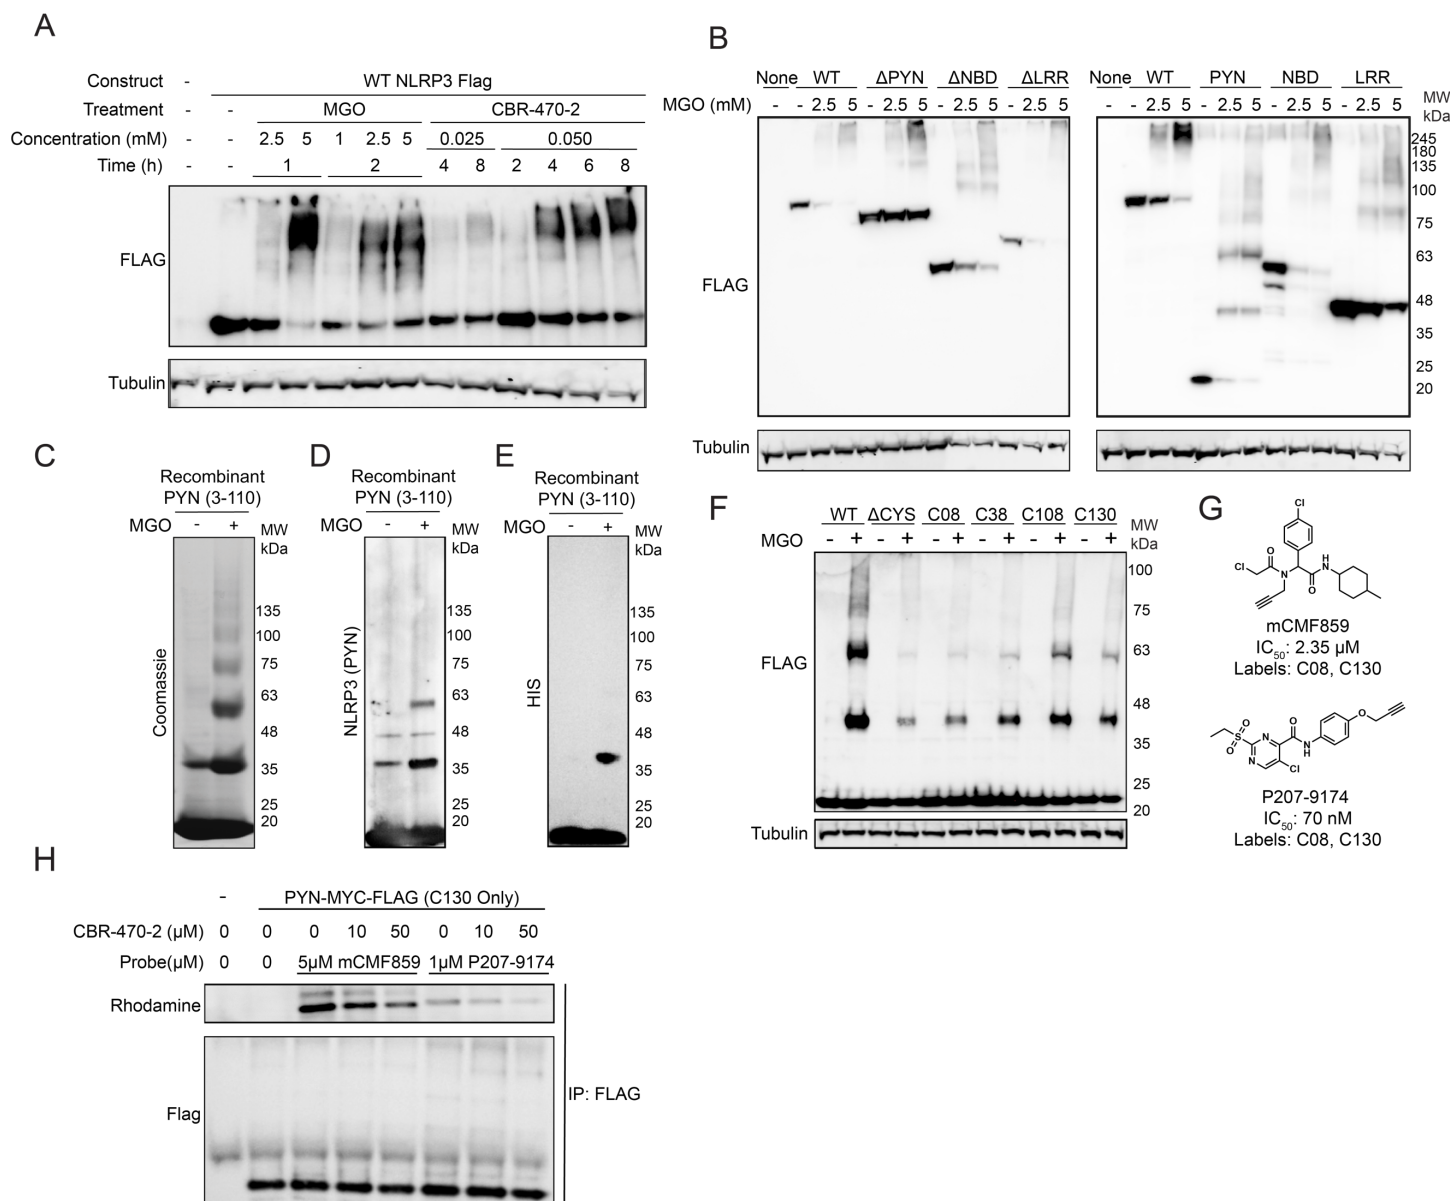 A
Construct - WT NLRP3 Flag
Treatment - - MGO CBR-470-2
Concentration (mM) - - 2.5 5 1 2.5 5 0.025 0.050
Time (h) - - 1 2 4 8 2 4 6 8
FLAG
Tubulin
B
None WT ΔPYN ΔNBD ΔLRR None WT PYN NBD LRR
MGO (mM) - - 2.5 5 - 2.5 5 - 2.5 5 - 2.5 5 - - 2.5 5 - 2.5 5 - 2.5 5 - 2.5 5
MW
kDa
245
180
135
100
75
63
48
35
25
20
FLAG
Tubulin
C
Recombinant
PYN (3-110)
MGO - +
MW
kDa
135
100
75
63
48
35
25
20
Coomassie
D
Recombinant
PYN (3-110)
- +
MW
kDa
135
100
75
63
48
35
25
20
NLRP3 (PYN)
E
Recombinant
PYN (3-110)
MGO - +
MW
kDa
135
100
75
63
48
35
25
20
HIS
F
WT ΔCYS C08 C38 C108 C130
MGO - + - + - + - + - + - +
MW
kDa
100
75
63
48
35
25
20
FLAG
Tubulin
G
Cl
O
Cl
N
H
N
O
mCMF859
IC50: 2.35 µM
Labels: C08, C130
O
O
S
O
N
N
O
N
H
Cl
P207-9174
IC50: 70 nM
Labels: C08, C130
H
- PYN-MYC-FLAG (C130 Only)
CBR-470-2 (µM) 0 0 0 10 50 0 10 50
Probe(µM) 0 0 5µM mCMF859 1µM P207-9174
Rhodamine
Flag
IP: FLAG